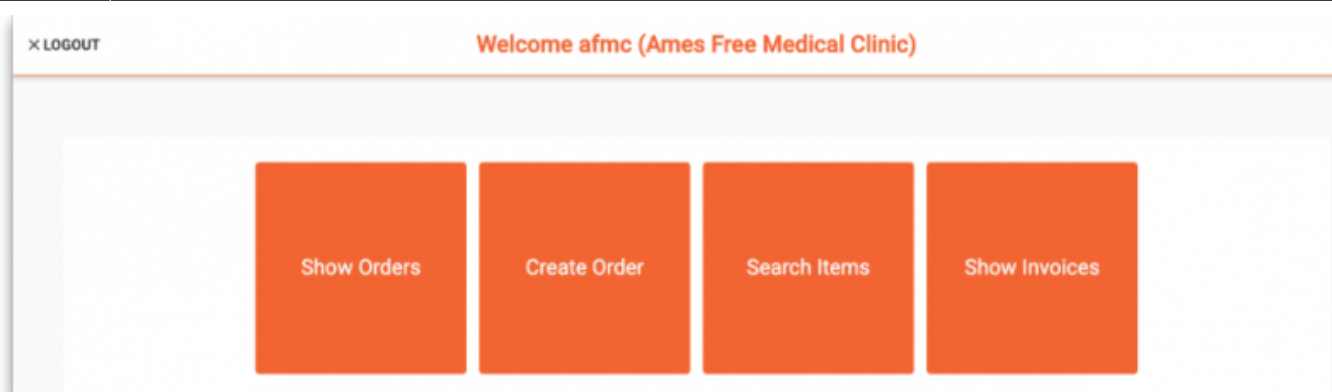 × LOGOUT
Welcome afmc (Ames Free Medical Clinic)
Show Orders
Create Order
Search Items
Show Invoices